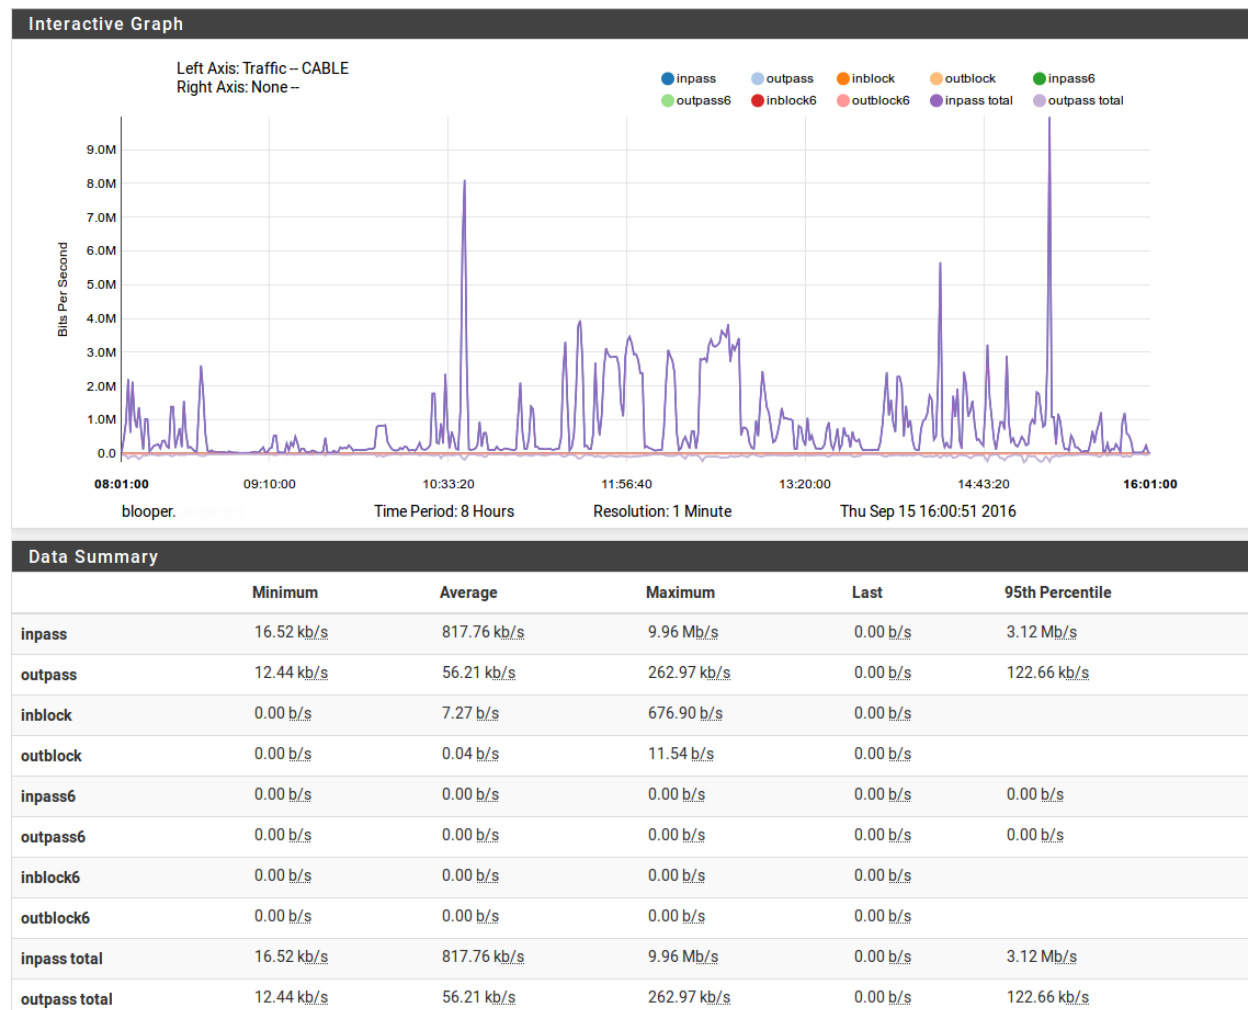 Interactive Graph
Left Axis: Traffic -- CABLE
Right Axis: None --
inpass outpass inblock outblock inpass6
outpass6 inblock6 outblock6 inpass total outpass total
Bits Per Second
9.0M
8.0M
7.0M
6.0M
5.0M
4.0M
3.0M
2.0M
1.0M
0.0
08:01:00 09:10:00 10:33:20 11:56:40 13:20:00 14:43:20 16:01:00
blooper. Time Period: 8 Hours Resolution: 1 Minute Thu Sep 15 16:00:51 2016
Data Summary
Minimum Average Maximum Last 95th Percentile
inpass 16.52 kb/s 817.76 kb/s 9.96 Mb/s 0.00 b/s 3.12 Mb/s
outpass 12.44 kb/s 56.21 kb/s 262.97 kb/s 0.00 b/s 122.66 kb/s
inblock 0.00 b/s 7.27 b/s 676.90 b/s 0.00 b/s
outblock 0.00 b/s 0.04 b/s 11.54 b/s 0.00 b/s
inpass6 0.00 b/s 0.00 b/s 0.00 b/s 0.00 b/s 0.00 b/s
outpass6 0.00 b/s 0.00 b/s 0.00 b/s 0.00 b/s 0.00 b/s
inblock6 0.00 b/s 0.00 b/s 0.00 b/s 0.00 b/s
outblock6 0.00 b/s 0.00 b/s 0.00 b/s 0.00 b/s
inpass total 16.52 kb/s 817.76 kb/s 9.96 Mb/s 0.00 b/s 3.12 Mb/s
outpass total 12.44 kb/s 56.21 kb/s 262.97 kb/s 0.00 b/s 122.66 kb/s